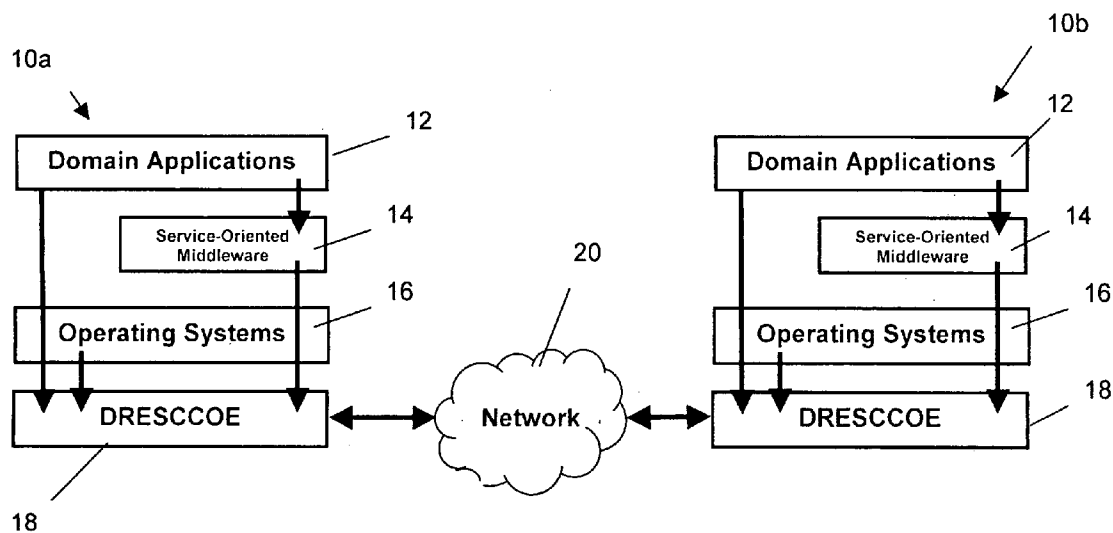 10a
10b
12
12
Domain Applications
Domain Applications
14
14
Service-Oriented
Middleware
Service-Oriented
Middleware
20
16
16
Operating Systems
Operating Systems
18
DRESCCOE
Network
DRESCCOE
18